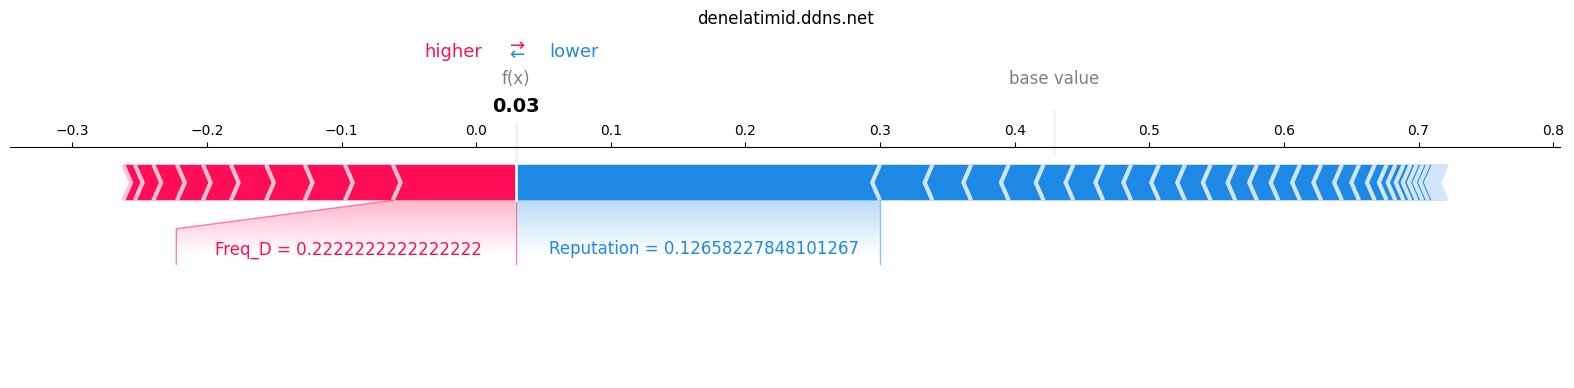 denelatimid.ddns.net
higher ⇄ lower
f(x) base value
0.03
−0.3 −0.2 −0.1 0.0 0.1 0.2 0.3 0.4 0.5 0.6 0.7 0.8
Freq_D = 0.2222222222222222 Reputation = 0.12658227848101267